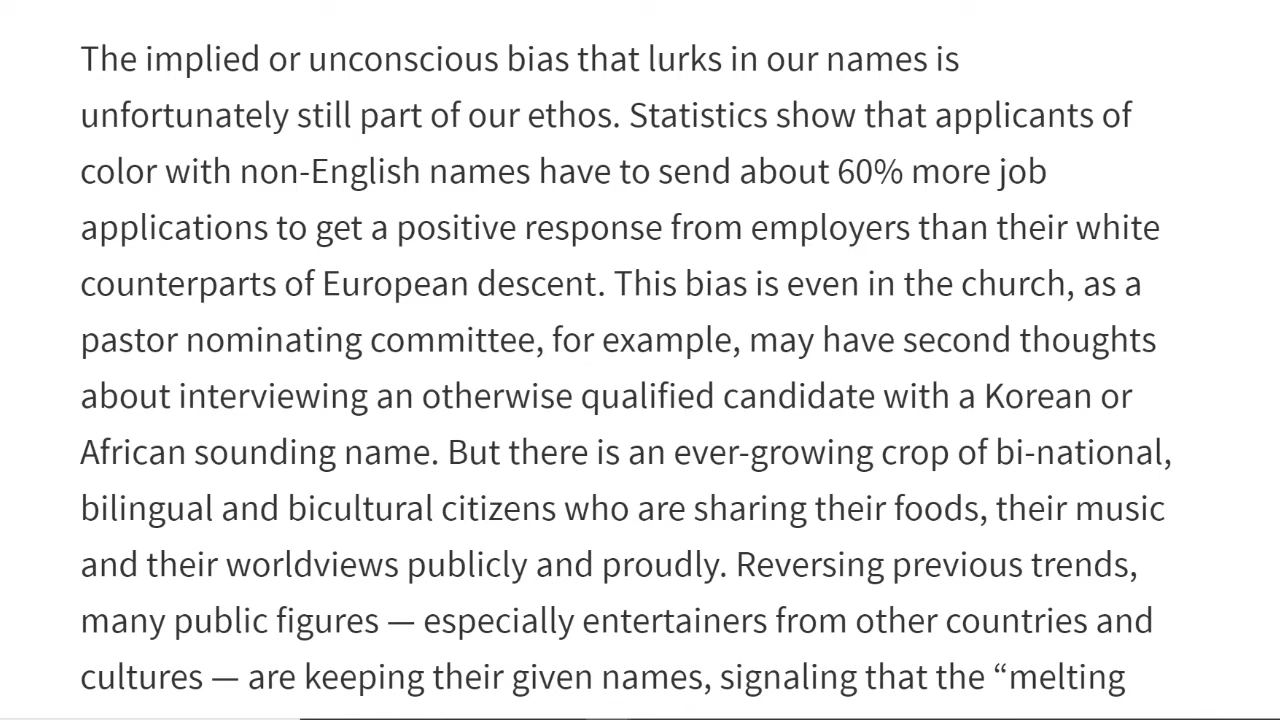 The implied or unconscious bias that lurks in our names is
unfortunately still part of our ethos. Statistics show that applicants of
color with non-English names have to send about 60% more job
applications to get a positive response from employers than their white
counterparts of European descent. This bias is even in the church, as a
pastor nominating committee, for example, may have second thoughts
about interviewing an otherwise qualified candidate with a Korean or
African sounding name. But there is an ever-growing crop of bi-national,
bilingual and bicultural citizens who are sharing their foods, their music
and their worldviews publicly and proudly. Reversing previous trends,
many public figures — especially entertainers from other countries and
cultures — are keeping their given names, signaling that the “melting